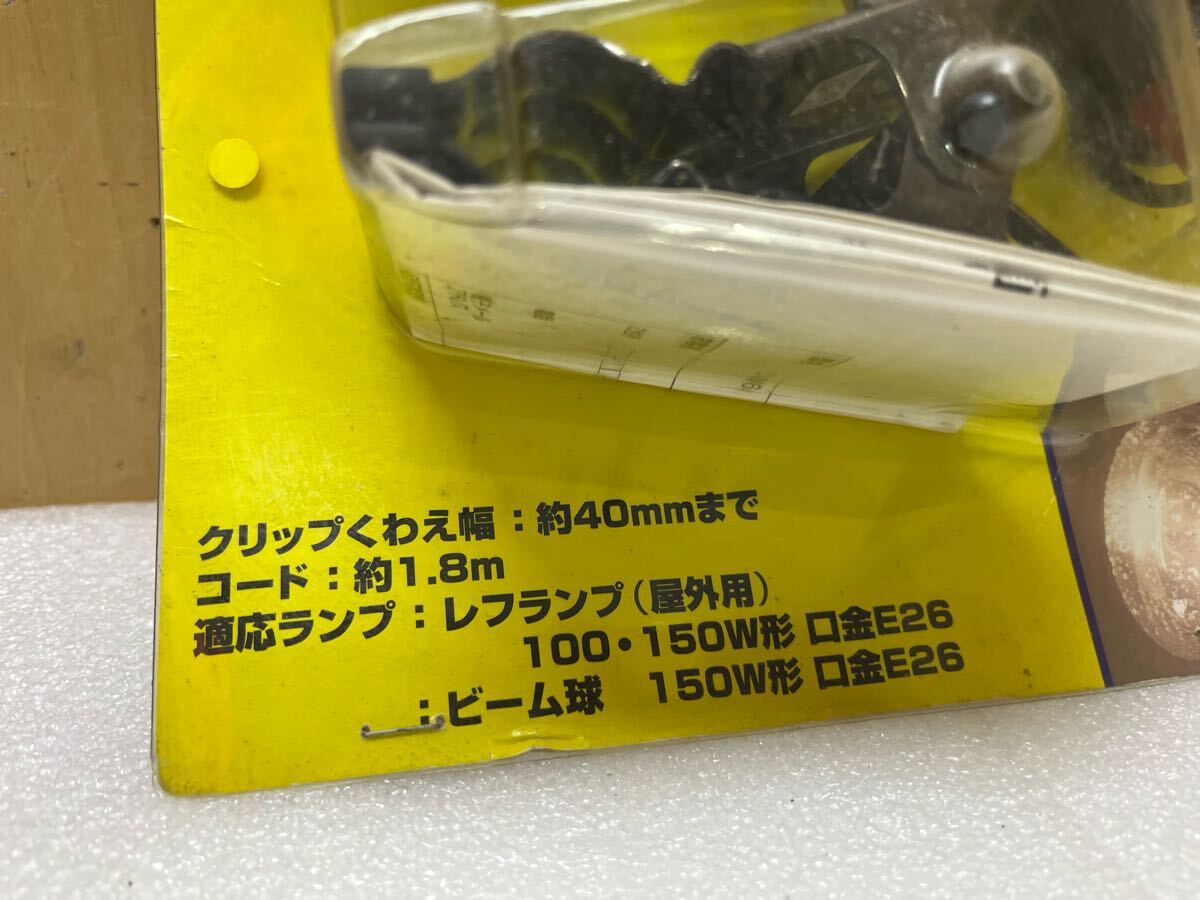 クリップくわえ幅：約40mmまで
コード：約1.8m
適応ランプ：レフランプ（屋外用）
100・150W形 口金E26
：ビーム球 150W形 口金E26